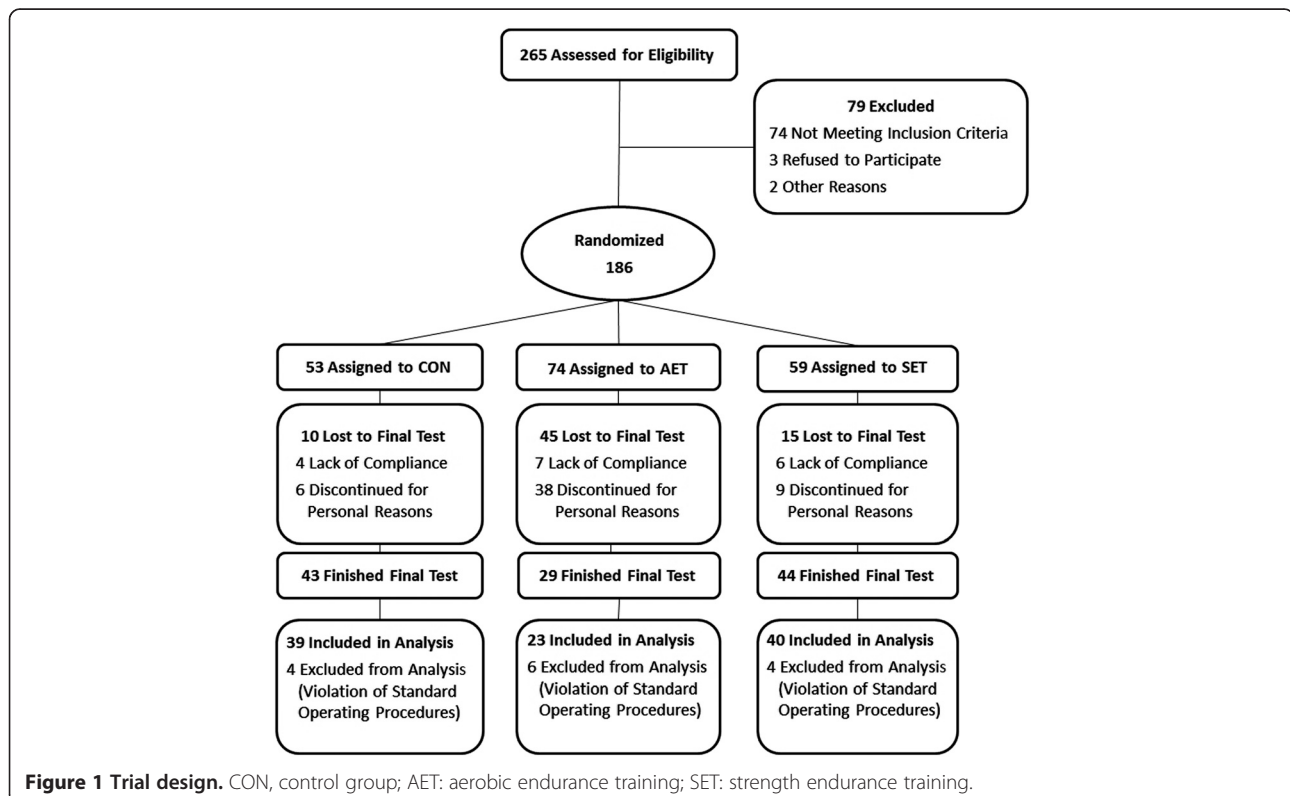 265 Assessed for Eligibility
79 Excluded
74 Not Meeting Inclusion Criteria
3 Refused to Participate
2 Other Reasons
Randomized
186
53 Assigned to CON
74 Assigned to AET
59 Assigned to SET
10 Lost to Final Test
4 Lack of Compliance
6 Discontinued for
Personal Reasons
45 Lost to Final Test
7 Lack of Compliance
38 Discontinued for
Personal Reasons
15 Lost to Final Test
6 Lack of Compliance
9 Discontinued for
Personal Reasons
43 Finished Final Test
29 Finished Final Test
44 Finished Final Test
39 Included in Analysis
4 Excluded from Analysis
(Violation of Standard
Operating Procedures)
23 Included in Analysis
6 Excluded from Analysis
(Violation of Standard
Operating Procedures)
40 Included in Analysis
4 Excluded from Analysis
(Violation of Standard
Operating Procedures)
Figure 1 Trial design. CON, control group; AET: aerobic endurance training; SET: strength endurance training.